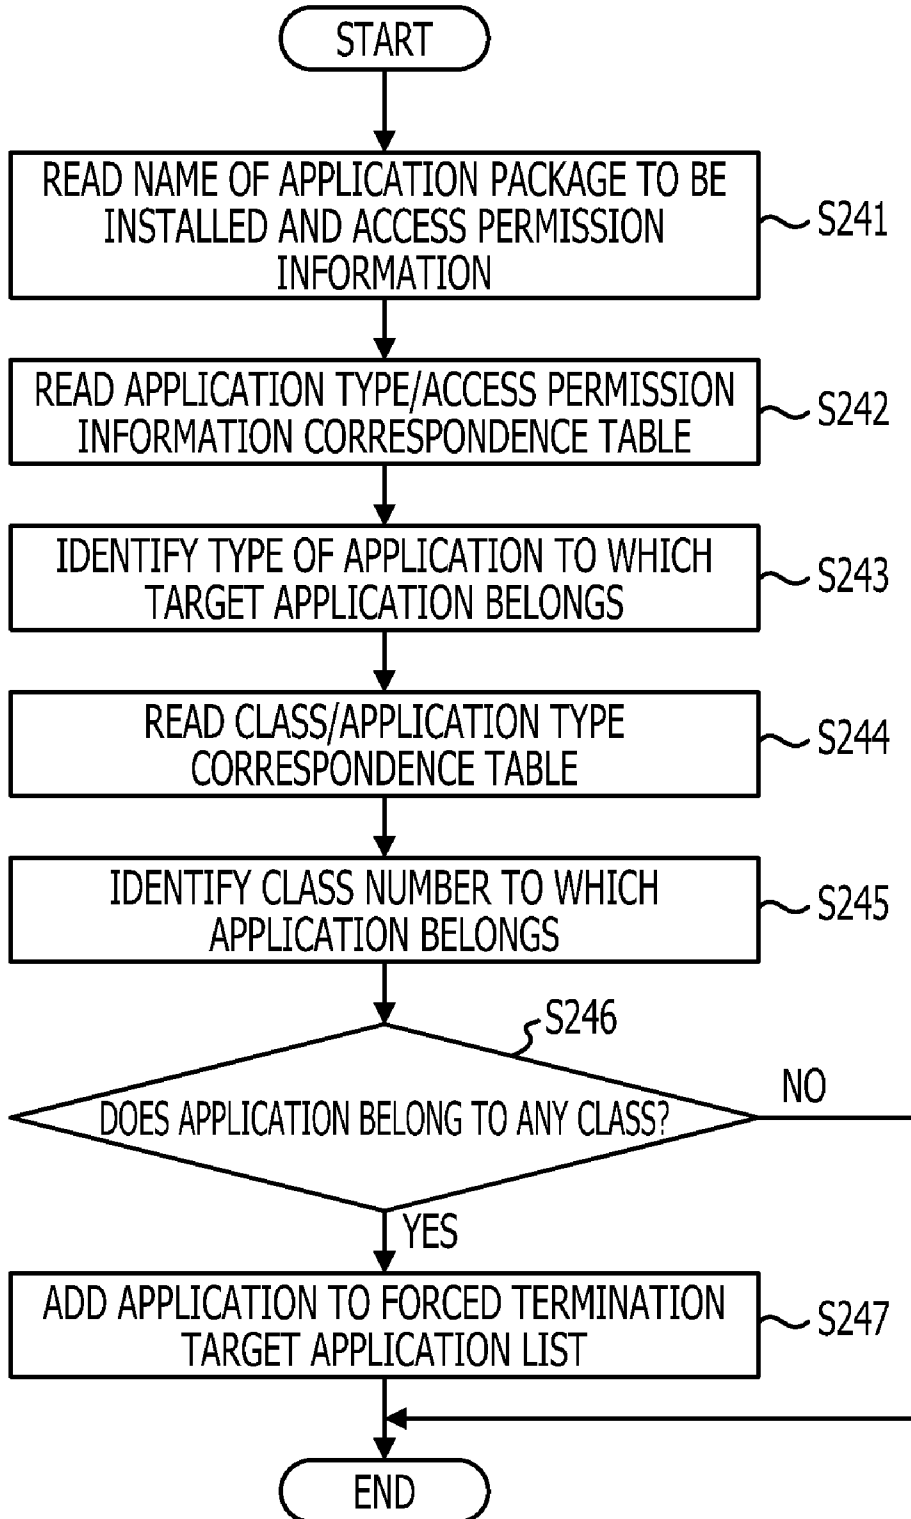 START
READ NAME OF APPLICATION PACKAGE TO BE
INSTALLED AND ACCESS PERMISSION
INFORMATION
S241
READ APPLICATION TYPE/ACCESS PERMISSION
INFORMATION CORRESPONDENCE TABLE
S242
IDENTIFY TYPE OF APPLICATION TO WHICH
TARGET APPLICATION BELONGS
S243
READ CLASS/APPLICATION TYPE
CORRESPONDENCE TABLE
S244
IDENTIFY CLASS NUMBER TO WHICH
APPLICATION BELONGS
S245
S246
DOES APPLICATION BELONG TO ANY CLASS?
NO
YES
ADD APPLICATION TO FORCED TERMINATION
TARGET APPLICATION LIST
S247
END